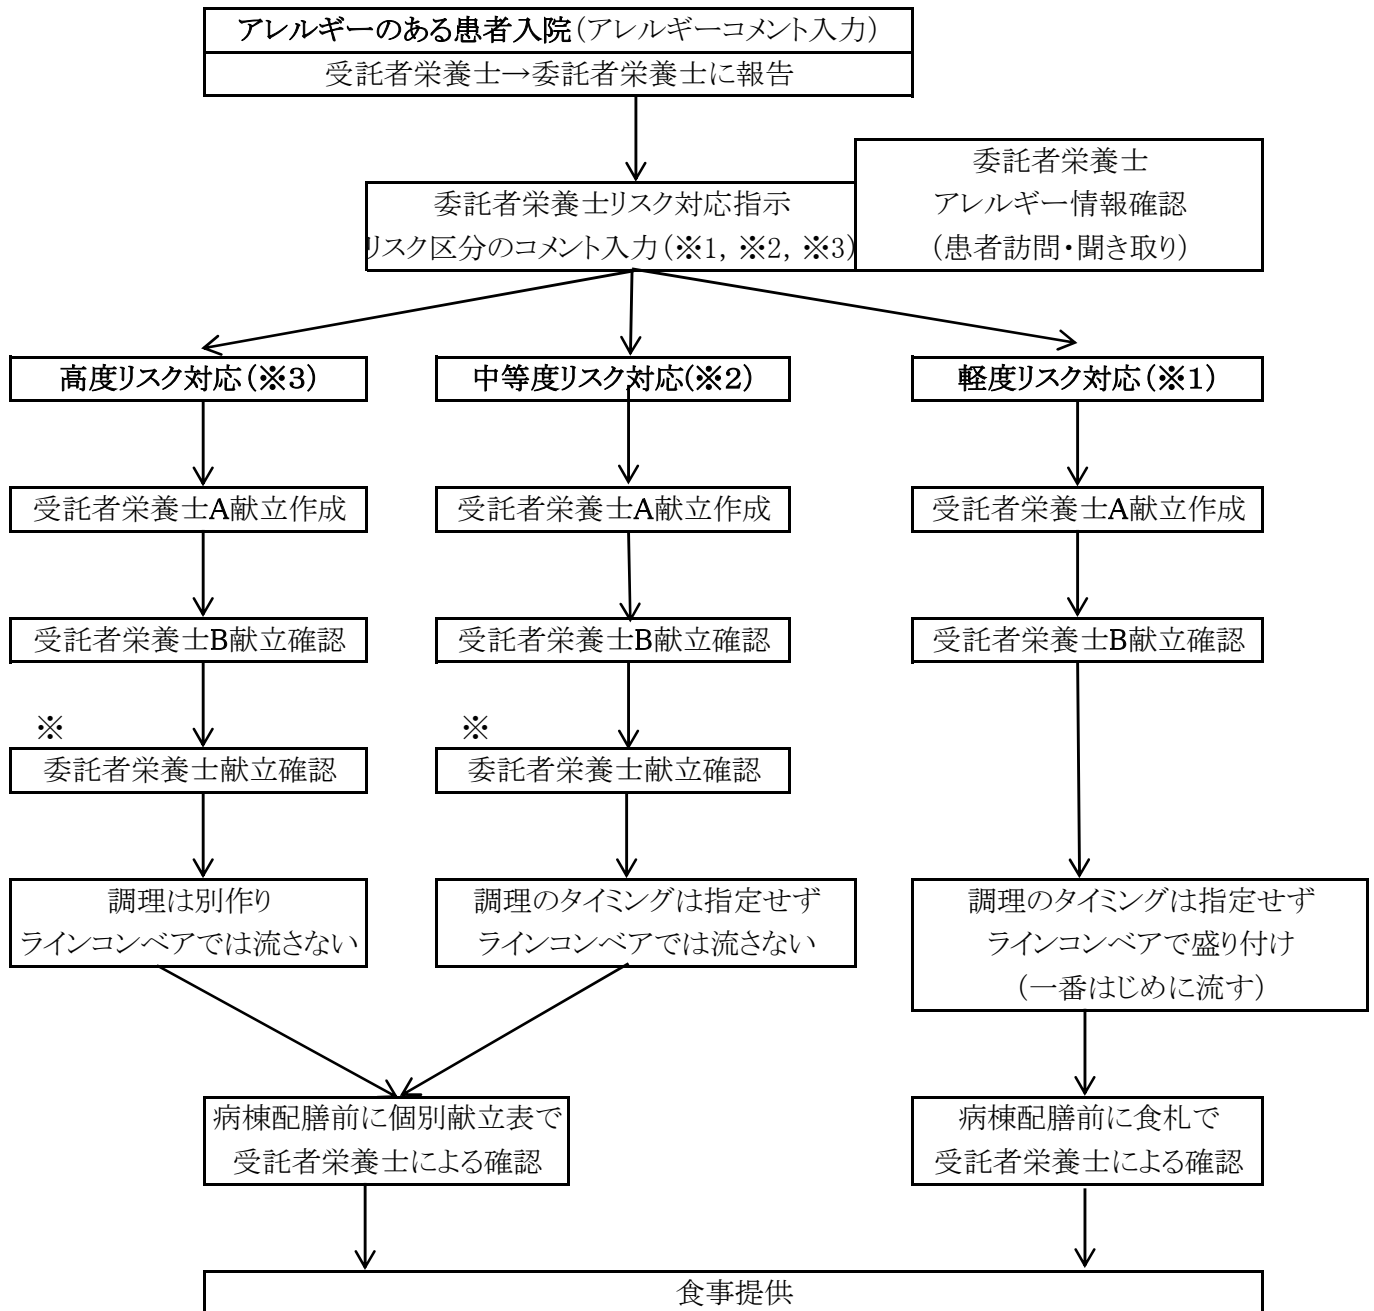 アレルギーのある患者入院(アレルギーコメント入力)
受託者栄養士→委託者栄養士に報告
委託者栄養士
アレルギー情報確認
(患者訪問・聞き取り)
委託者栄養士リスク対応指示
リスク区分のコメント入力(※1, ※2, ※3)
高度リスク対応(※3)
中等度リスク対応(※2)
軽度リスク対応(※1)
受託者栄養士A献立作成
受託者栄養士A献立作成
受託者栄養士A献立作成
受託者栄養士B献立確認
受託者栄養士B献立確認
受託者栄養士B献立確認
※
※
委託者栄養士献立確認
委託者栄養士献立確認
調理は別作り
ラインコンベアでは流さない
調理のタイミングは指定せず
ラインコンベアでは流さない
調理のタイミングは指定せず
ラインコンベアで盛り付け
(一番はじめに流す)
病棟配膳前に個別献立表で
受託者栄養士による確認
病棟配膳前に食札で
受託者栄養士による確認
食事提供